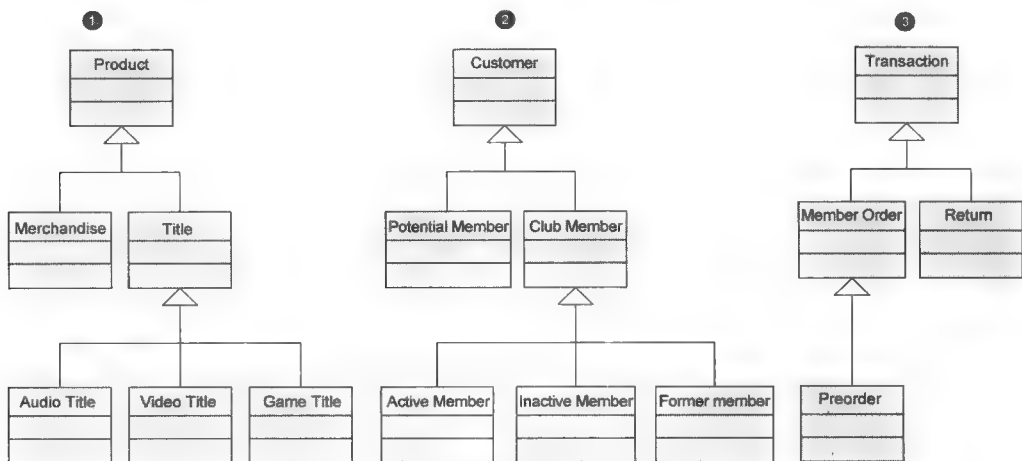 1
2
3
Product
Customer
Transaction
Merchandise
Title
Potential Member
Club Member
Member Order
Return
Audio Title
Video Title
Game Title
Active Member
Inactive Member
Former member
Preorder